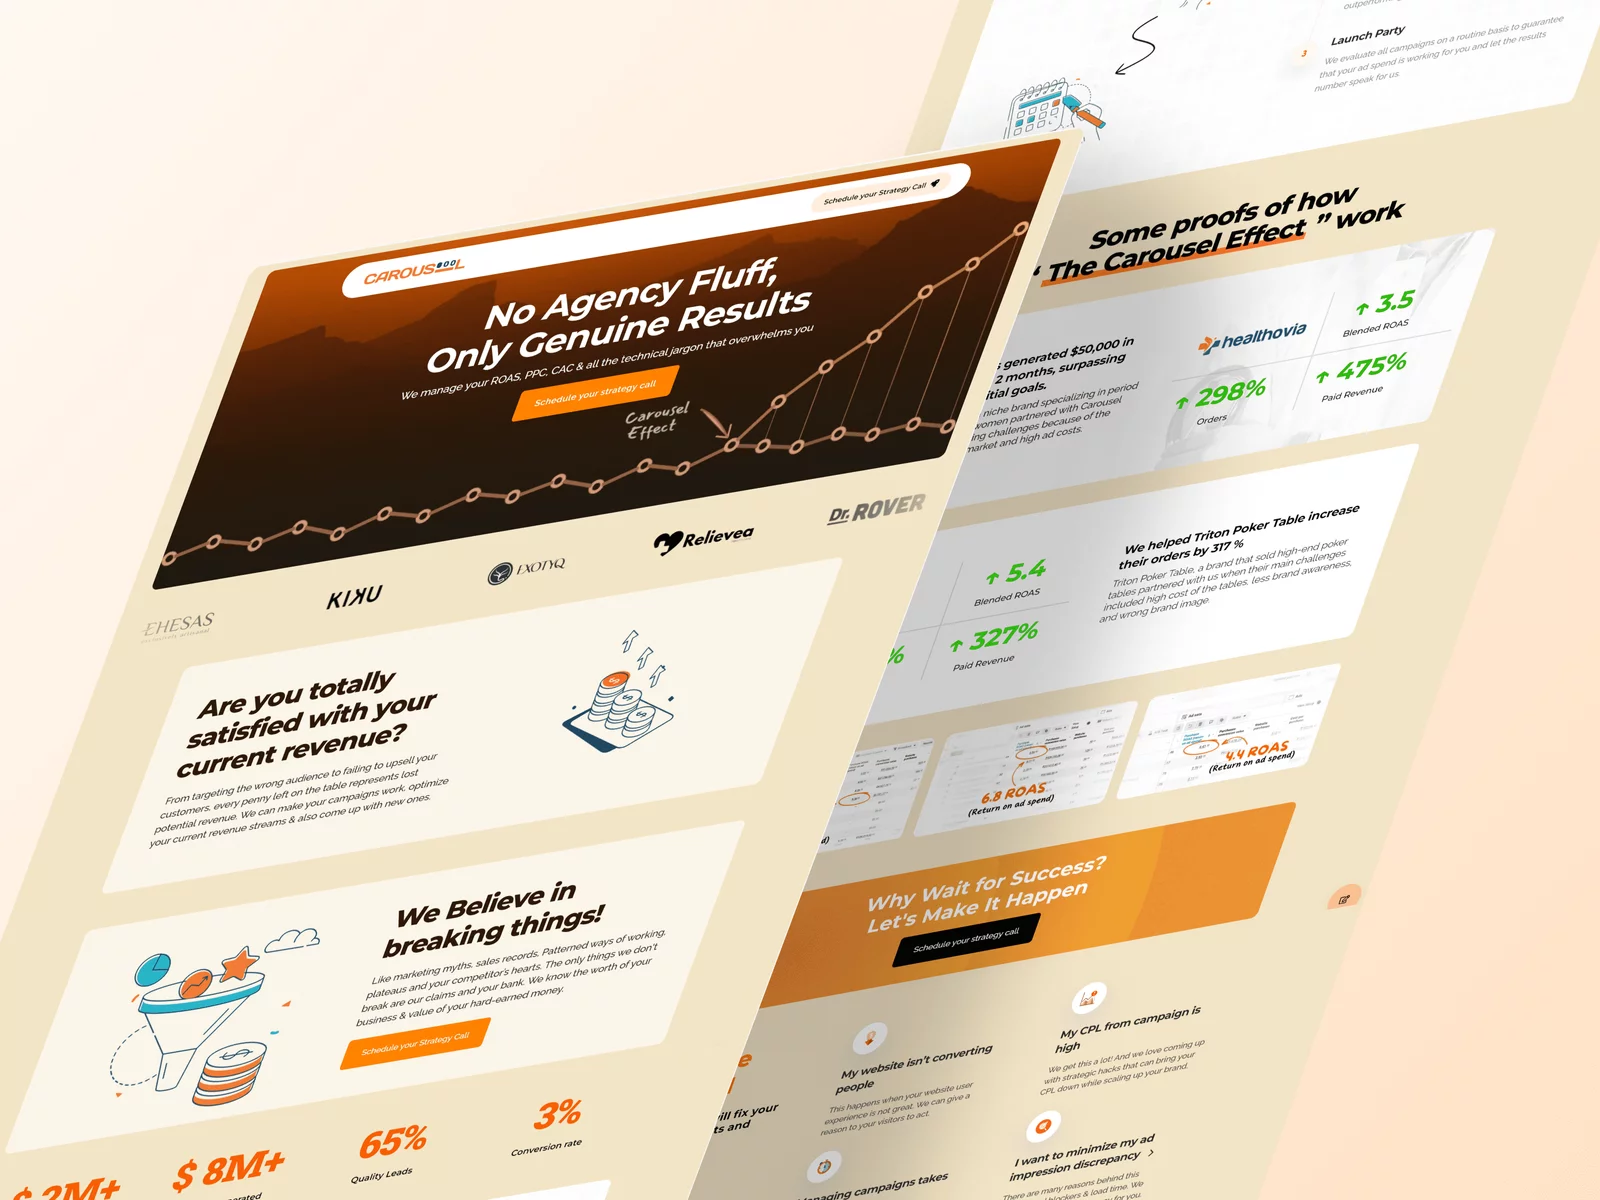 CAROUSEL
Schedule your Strategy Call
No Agency Fluff,
Only Genuine Results
We manage your ROAS, PPC, CAC & all the technical jargon that overwhelms you
Schedule your strategy call
Carousel
Effect
EHESAS
KIKU
EXOTYQ
Relievea
Dr. ROVER
Are you totally
satisfied with your
current revenue?
From targeting the wrong audience to failing to upsell your
customers, every penny left on the table represents lost
potential revenue. We can make your campaigns work, optimize
your current revenue streams & also come up with new ones.
We Believe in
breaking things!
Like marketing myths, sales records. Patterned ways of working,
plateaus and your competitor's hearts. The only things we don't
break are our claims and your bank. We know the worth of your
business & value of your hard-earned money.
Schedule your Strategy Call
$ 2M+
$ 8M+
65%
Quality Leads
3%
Conversion rate
3
Launch Party
We evaluate all campaigns on a routine basis to guarantee
that your ad spend is working for you and let the results
number speak for us.
Some proofs of how
“ The Carousel Effect ” work
s generated $50,000 in
2 months, surpassing
itial goals.
niche brand specializing in period
women partnered with Carousel
ing challenges because of the
market and high ad costs.
healthovia
↑ 3.5
Blended ROAS
↑ 298%
Orders
↑ 475%
Paid Revenue
↑ 5.4
Blended ROAS
%
↑ 327%
Paid Revenue
We helped Triton Poker Table increase
their orders by 317 %
Triton Poker Table, a brand that sold high-end poker
tables partnered with us when their main challenges
included high cost of the tables, less brand awareness,
and wrong brand image.
6.8 ROAS
(Return on ad spend)
4.4 ROAS
(Return on ad spend)
Why Wait for Success?
Let's Make It Happen
Schedule your strategy call
will fix your
ts and
My website isn't converting
people
This happens when your website user
experience is not great. We can give a
reason to your visitors to act.
My CPL from campaign is
high
We get this a lot! And we love coming up
with strategic hacks that can bring your
CPL down while scaling up your brand.
Managing campaigns takes
I want to minimize my ad
impression discrepancy
There are many reasons behind this
blockers & load time. We